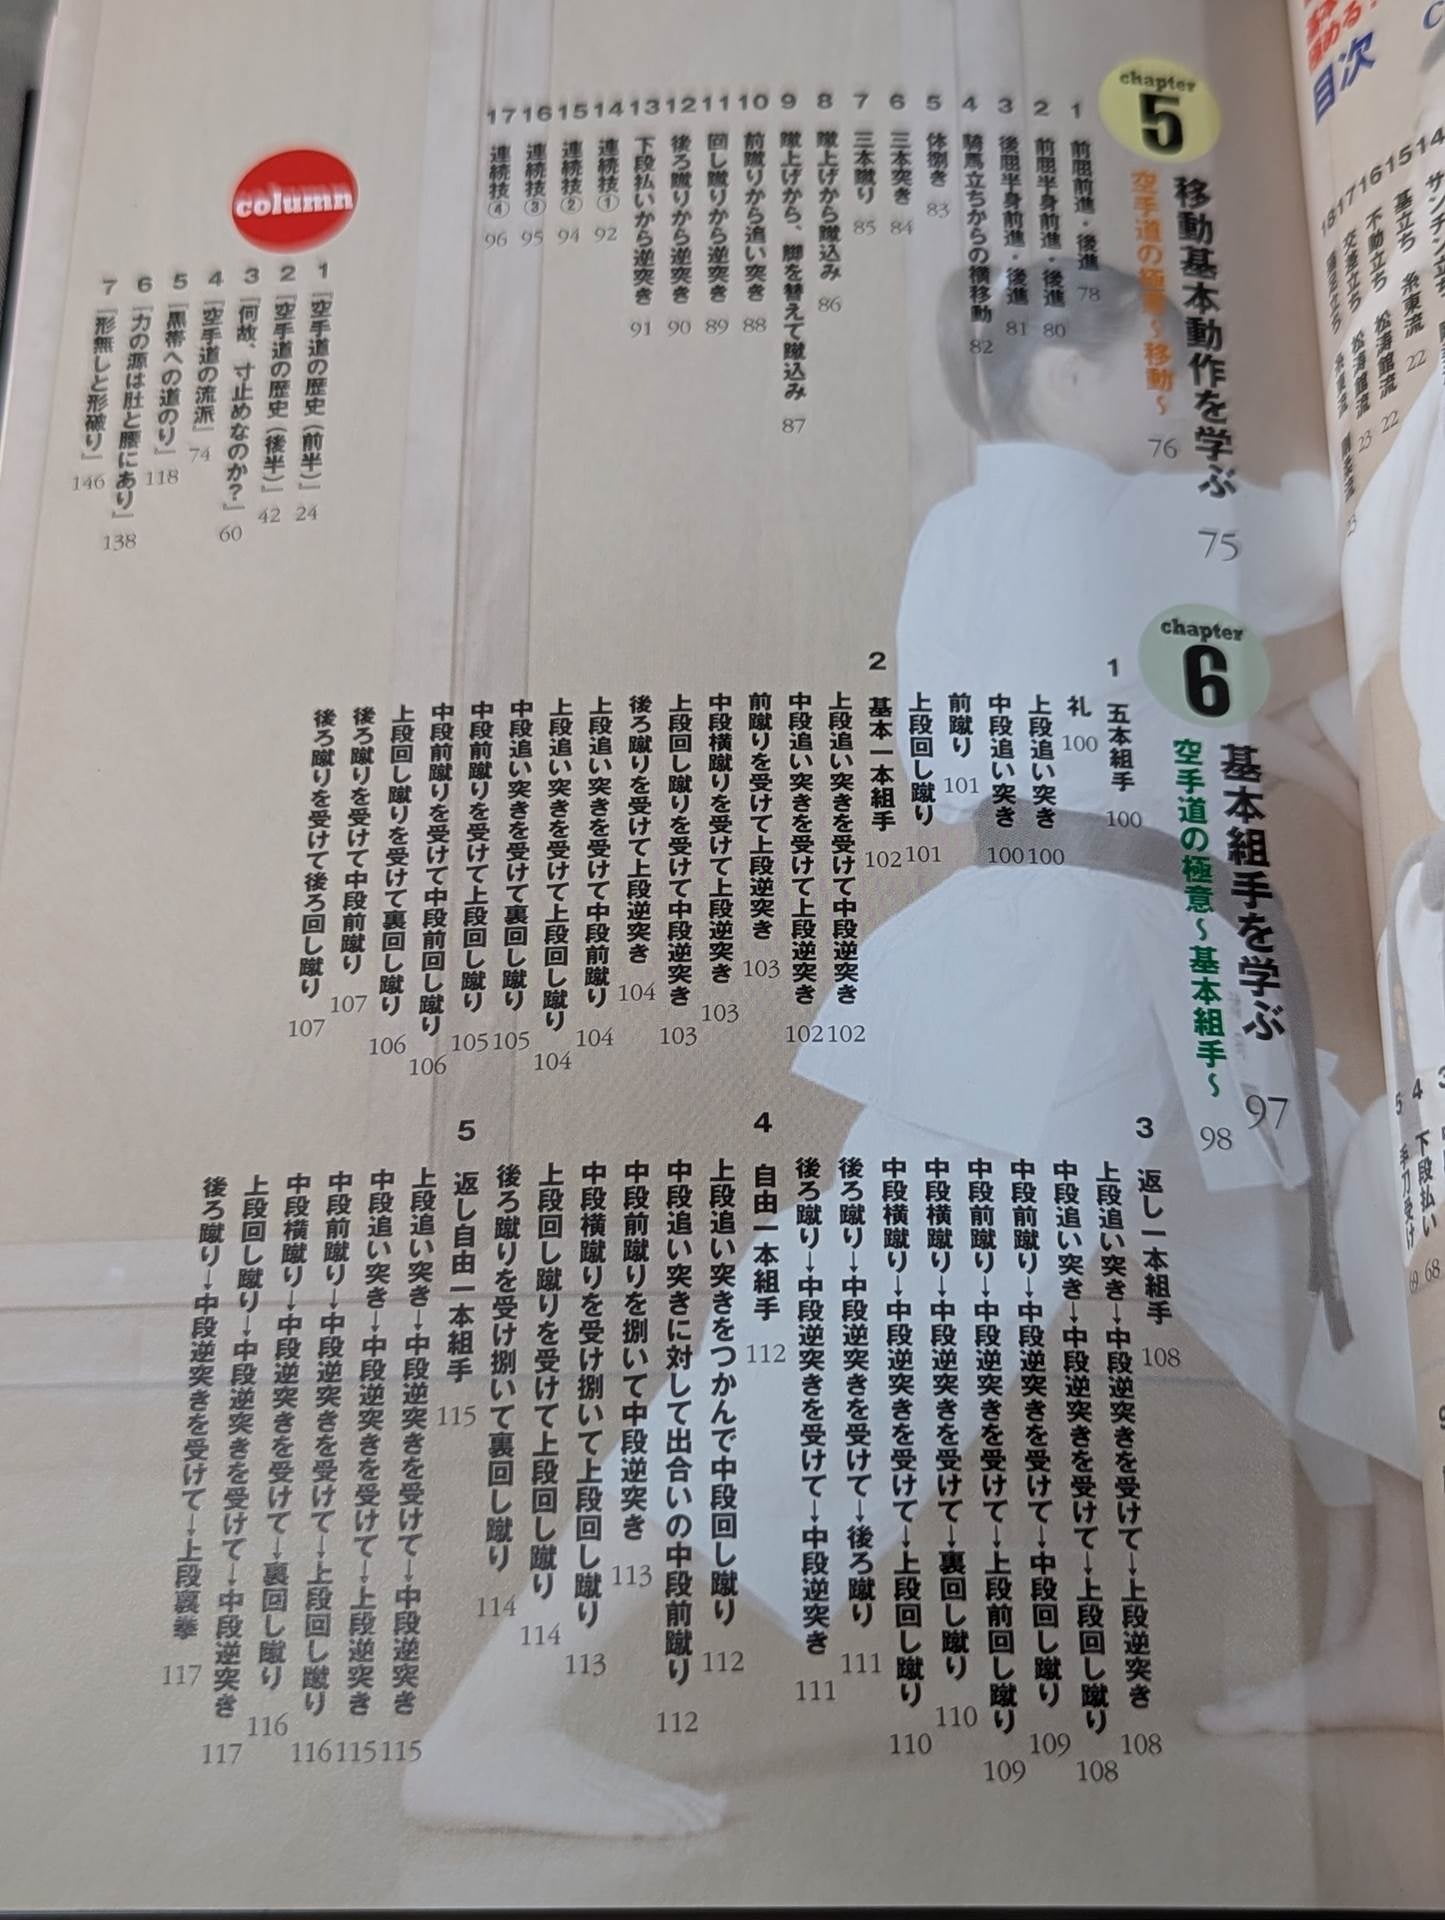 目次
chapter 5
移動基本動作を学ぶ 75
空手道の極意～移動～ 76
1 前屈前進・後進 78
2 前屈半身前進・後進 80
3 後屈半身前進・後進 81
4 騎馬立ちからの横移動 82
5 体捌き 83
6 三本突き 84
7 三本蹴り 85
8 蹴上げから蹴込み 86
9 蹴上げから、脚を替えて蹴込み 87
10 前蹴りから追い突き 88
11 回し蹴りから逆突き 89
12 後ろ蹴りから逆突き 90
13 下段払いから逆突き 91
14 連続技① 92
15 連続技② 94
16 連続技③ 95
17 連続技④ 96
column
1 『空手道の歴史（前半）』 24
2 『空手道の歴史（後半）』 42
3 『何故、寸止めなのか？』 60
4 『空手道の流派』 74
5 『黒帯への道のり』 118
6 『力の源は肚と腰にあり』 138
7 『形無しと形破り』 146
chapter 6
基本組手を学ぶ 97
空手道の極意～基本組手～ 98
1 五本組手 100
礼 100
上段追い突き 100
中段追い突き 100
前蹴り 101
上段回し蹴り 101
2 基本一本組手 102
上段追い突きを受けて中段逆突き 102
中段追い突きを受けて上段逆突き 102
前蹴りを受けて上段逆突き 103
中段横蹴りを受けて上段逆突き 103
上段回し蹴りを受けて中段逆突き 103
後ろ蹴りを受けて上段逆突き 104
上段追い突きを受けて中段前蹴り 104
上段追い突きを受けて上段回し蹴り 104
中段追い突きを受けて裏回し蹴り 105
中段前蹴りを受けて上段回し蹴り 105
中段前蹴りを受けて中段前回し蹴り 106
上段回し蹴りを受けて裏回し蹴り 106
後ろ蹴りを受けて中段前蹴り 107
後ろ蹴りを受けて後ろ回し蹴り 107
3 返し一本組手 108
上段追い突き→中段逆突きを受けて→上段逆突き 108
中段追い突き→中段逆突きを受けて→上段回し蹴り 108
中段前蹴り→中段逆突きを受けて→中段回し蹴り 109
中段前蹴り→中段逆突きを受けて→上段前回し蹴り 109
中段横蹴り→中段逆突きを受けて→裏回し蹴り 110
中段横蹴り→中段逆突きを受けて→上段回し蹴り 110
後ろ蹴り→中段逆突きを受けて→後ろ蹴り 111
後ろ蹴り→中段逆突きを受けて→中段逆突き 111
4 自由一本組手 112
上段追い突きをつかんで中段回し蹴り 112
中段追い突きに対して出合いの中段前蹴り 112
中段前蹴りを捌いて中段逆突き 113
中段横蹴りを受け捌いて上段回し蹴り 113
上段回し蹴りを受けて上段回し蹴り 114
後ろ蹴りを受け捌いて裏回し蹴り 114
5 返し自由一本組手 115
上段追い突き→中段逆突きを受けて→中段逆突き 115
中段追い突き→中段逆突きを受けて→上段逆突き 115
中段前蹴り→中段逆突きを受けて→上段回し蹴り 116
中段横蹴り→中段逆突きを受けて→裏回し蹴り 116
上段回し蹴り→中段逆突きを受けて→中段逆突き 117
後ろ蹴り→中段逆突きを受けて→上段裏拳 117
15 基立ち 糸東流 22
16 不動立ち 松涛館流 22
17 交差立ち 松涛館流 23
4 下段払い 68
5 手刀受け 69